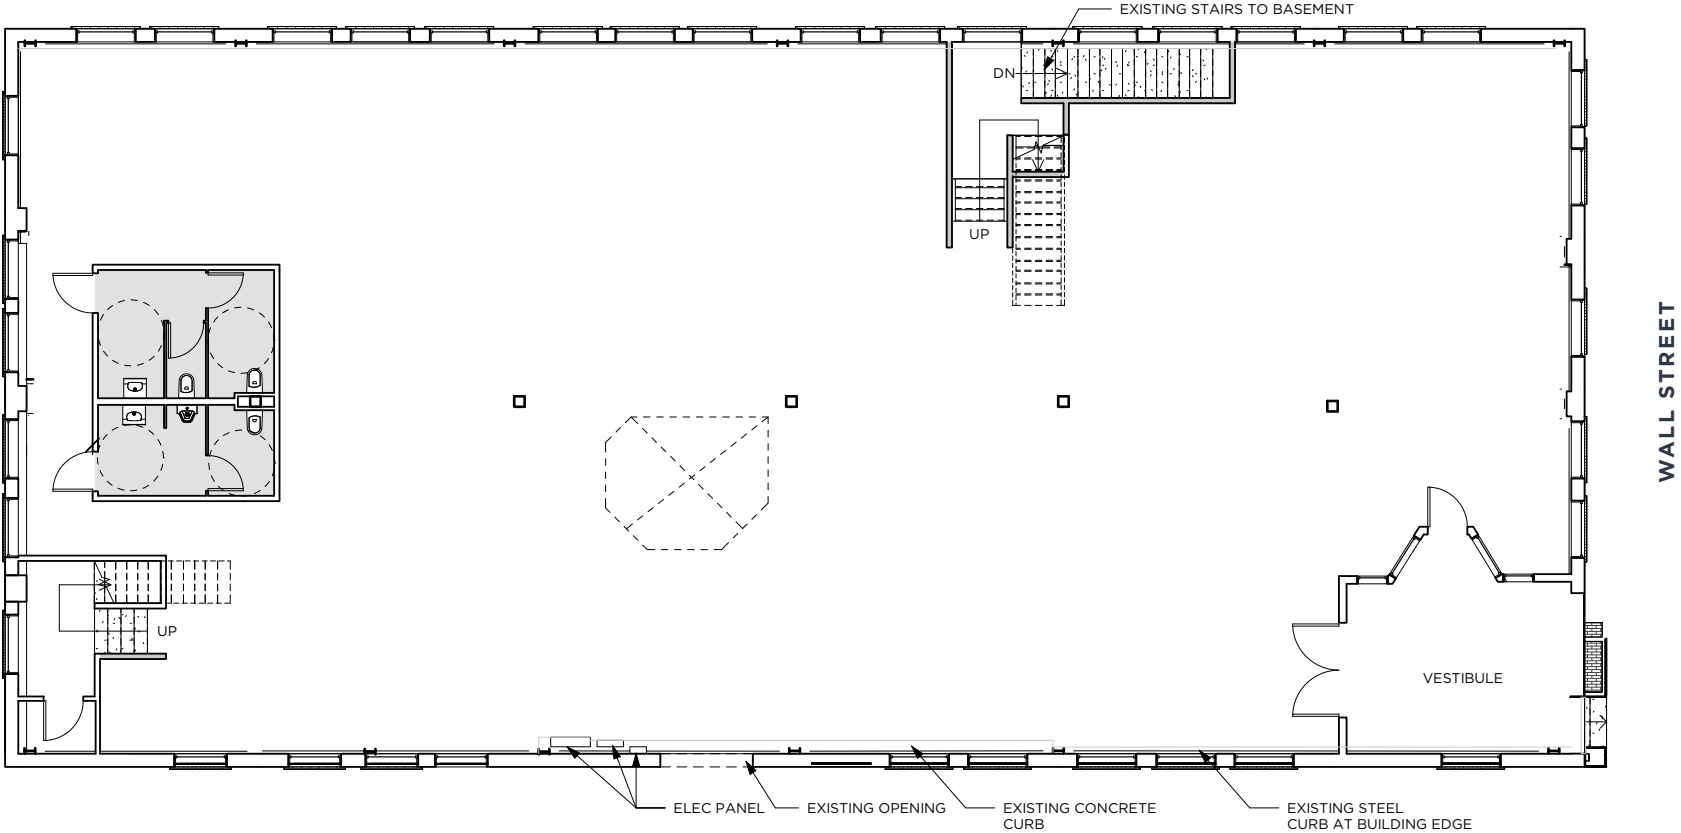 EXISTING STAIRS TO BASEMENT
DN
UP
WALL STREET
UP
VESTIBULE
ELEC PANEL
EXISTING OPENING
EXISTING CONCRETE
CURB
EXISTING STEEL
CURB AT BUILDING EDGE